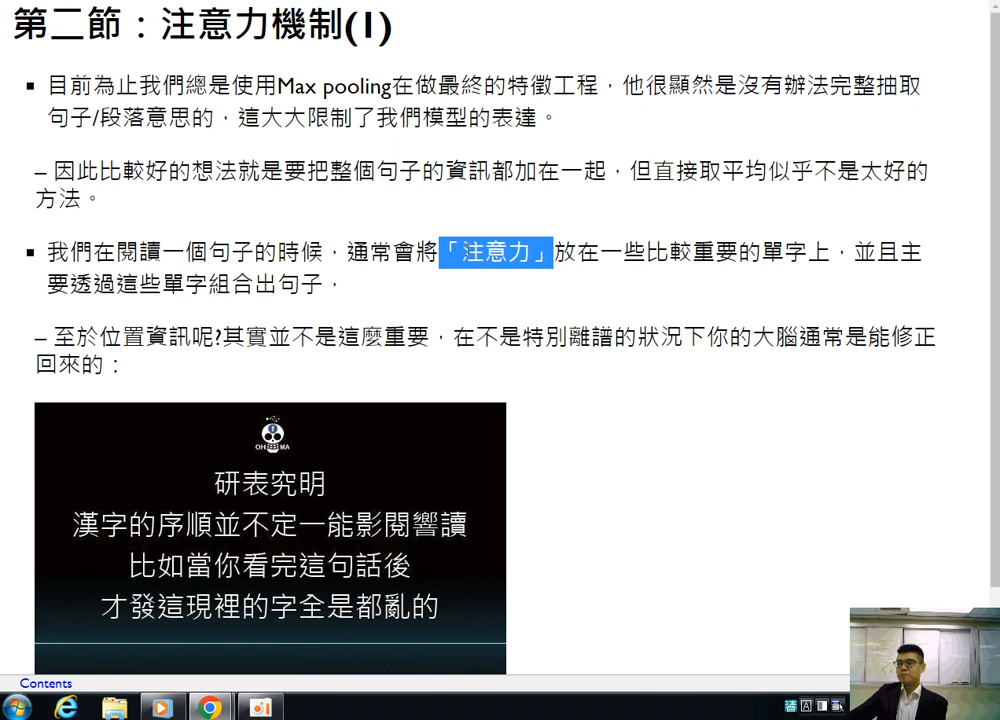 第二節：注意力機制(1)
目前為止我們總是使用Max pooling在做最終的特徵工程，他很顯然是沒有辦法完整抽取
句子/段落意思的，這大大限制了我們模型的表達。
– 因此比較好的想法就是要把整個句子的資訊都加在一起，但直接取平均似乎不是太好的
方法。
我們在閱讀一個句子的時候，通常會將「注意力」放在一些比較重要的單字上，並且主
要透過這些單字組合出句子，
– 至於位置資訊呢?其實並不是這麼重要，在不是特別離譜的狀況下你的大腦通常是能修正
回來的：
OH MA
研表究明
漢字的序順並不定一能影閱響讀
比如當你看完這句話後
才發這現裡的字全是都亂的
Contents